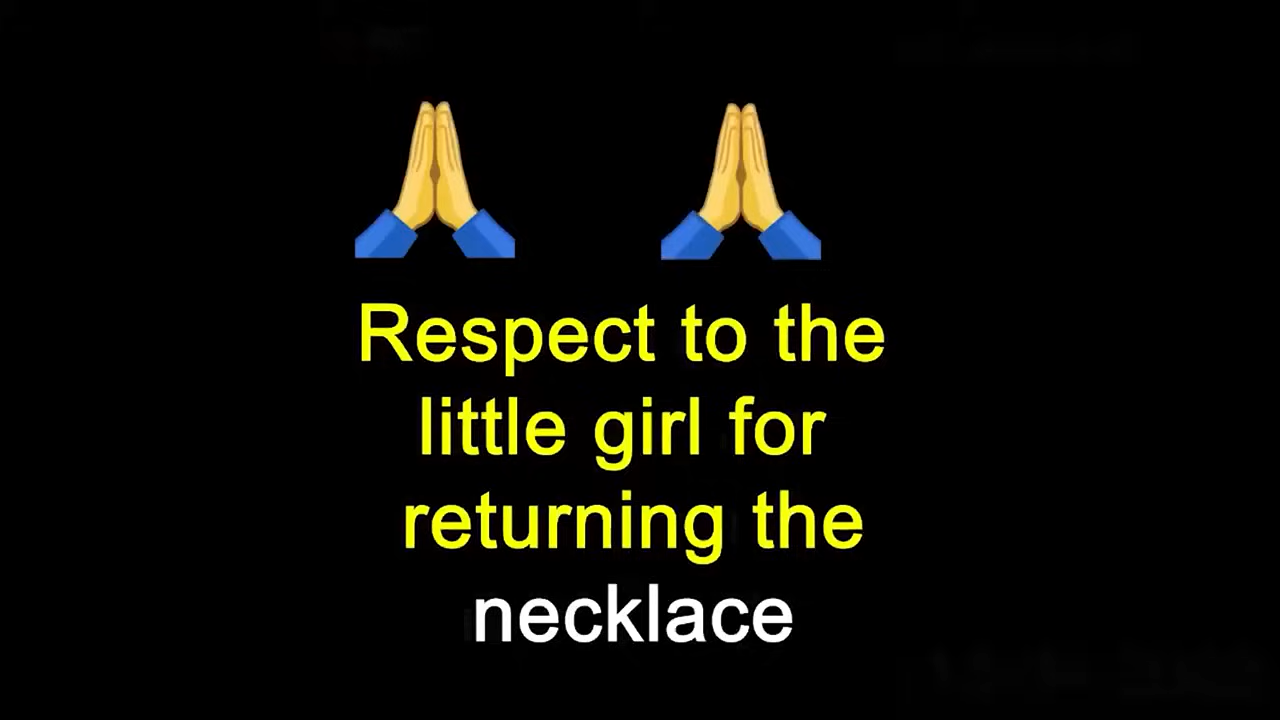 Respect to the
little girl for
returning the
necklace